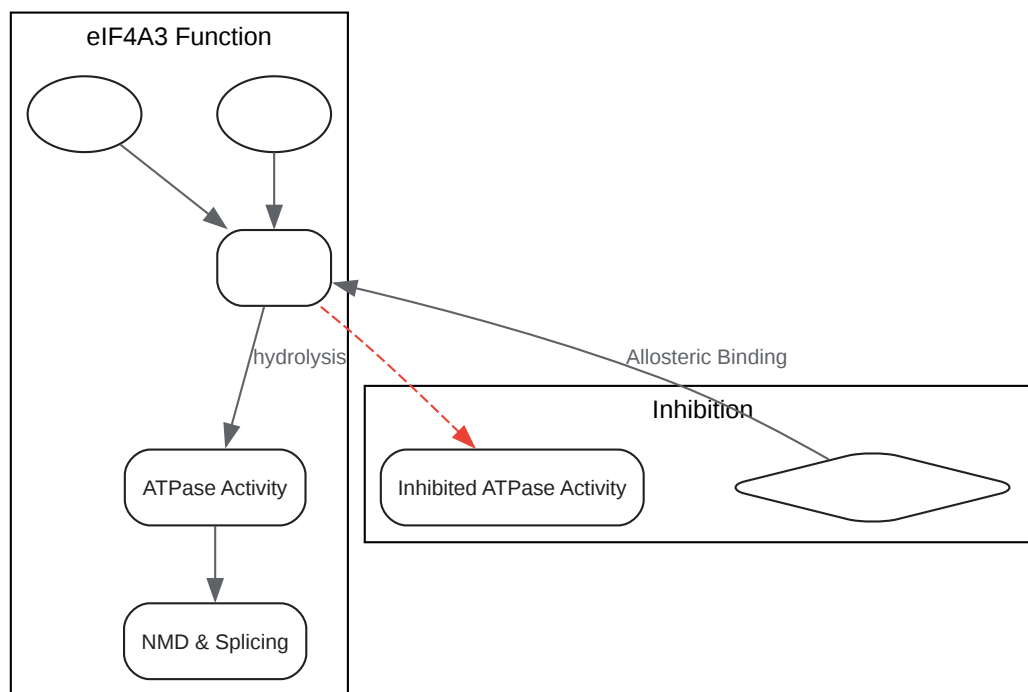 eIF4A3 Function
hydrolysis
Allosteric Binding
Inhibition
ATPase Activity
Inhibited ATPase Activity
NMD & Splicing